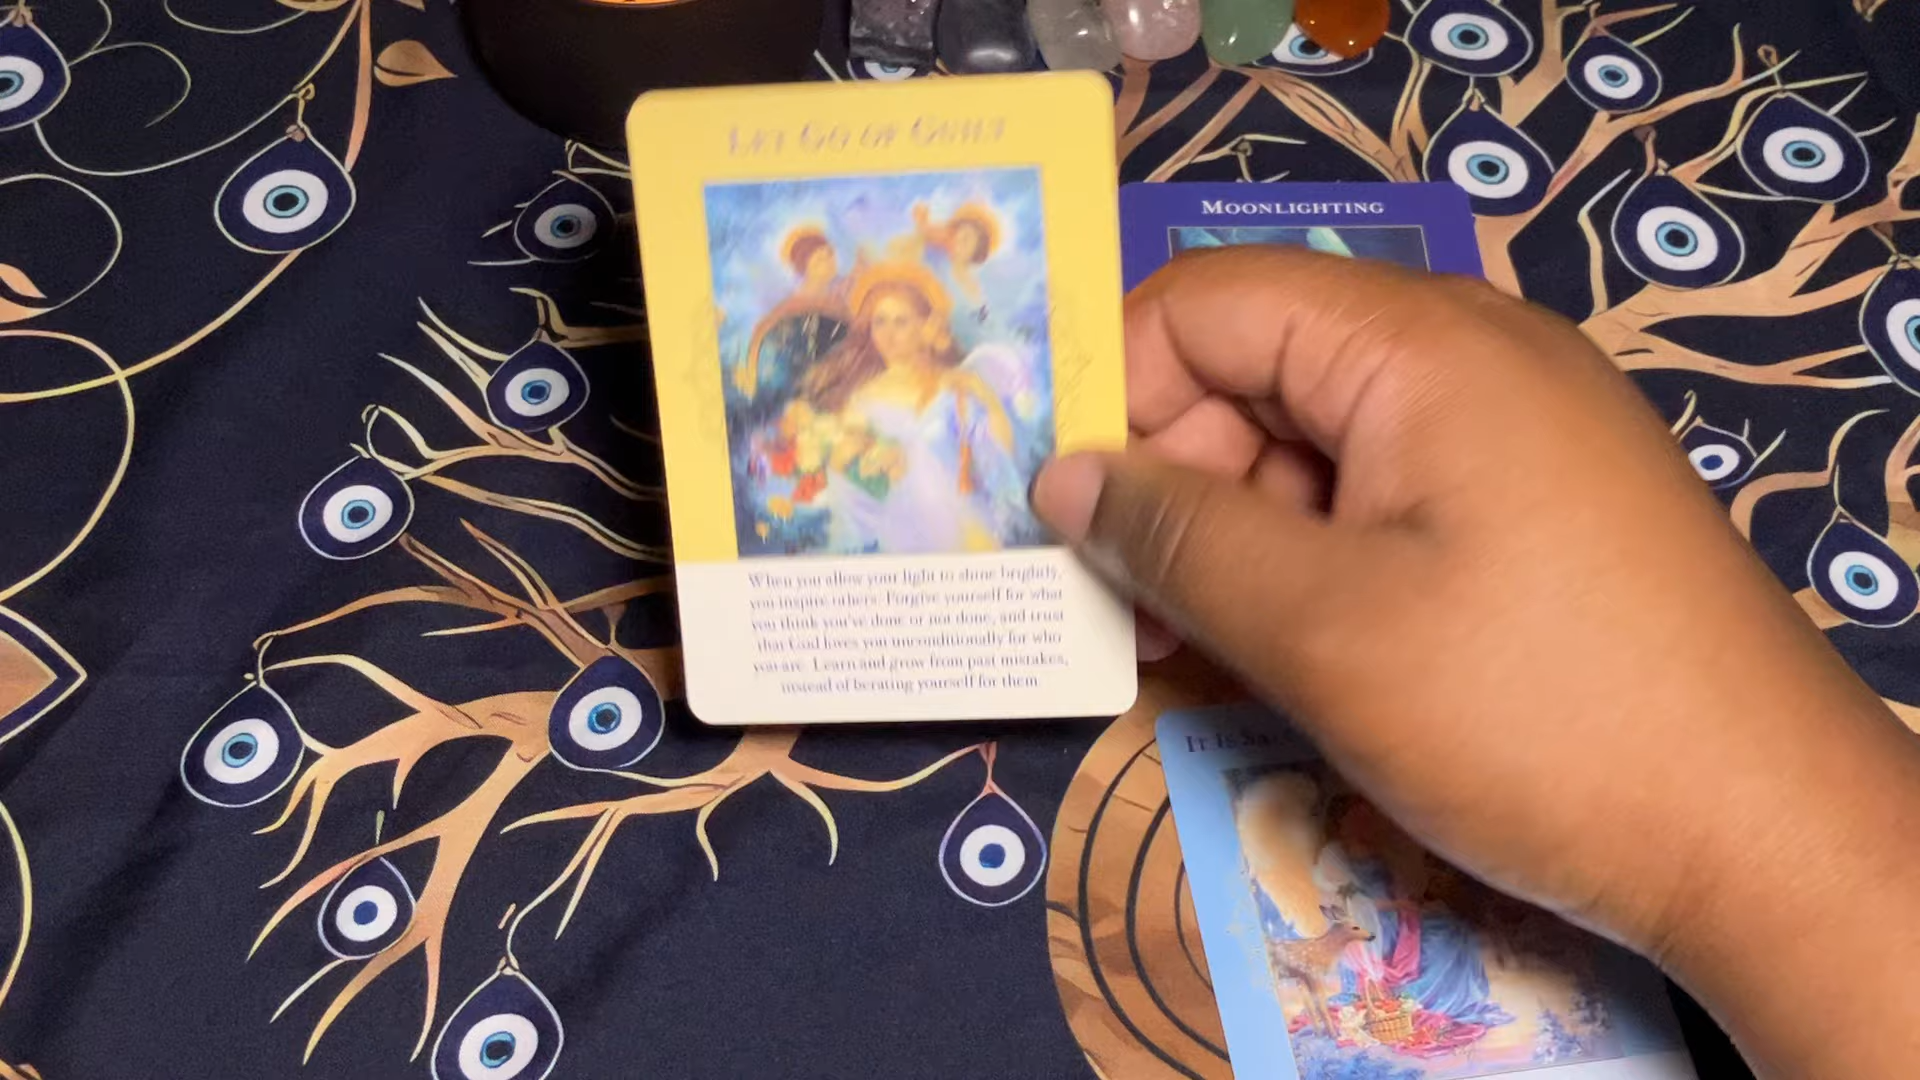 Let Go of Guilt
Moonlighting
When you allow your light to shine brightly,
you inspire others. Forgive yourself for what
you think you've done or not done, and trust
that God loves you unconditionally for who
you are. Learn and grow from past mistakes,
instead of berating yourself for them
It Is